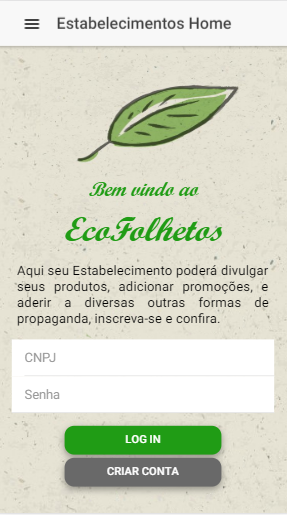 Estabelecimentos Home
Bem vindo ao
EcoFolhetos
Aqui seu Estabelecimento poderá divulgar
seus produtos, adicionar promoções, e
aderir a diversas outras formas de
propaganda, inscreva-se e confira.
CNPJ
Senha
LOG IN
CRIAR CONTA